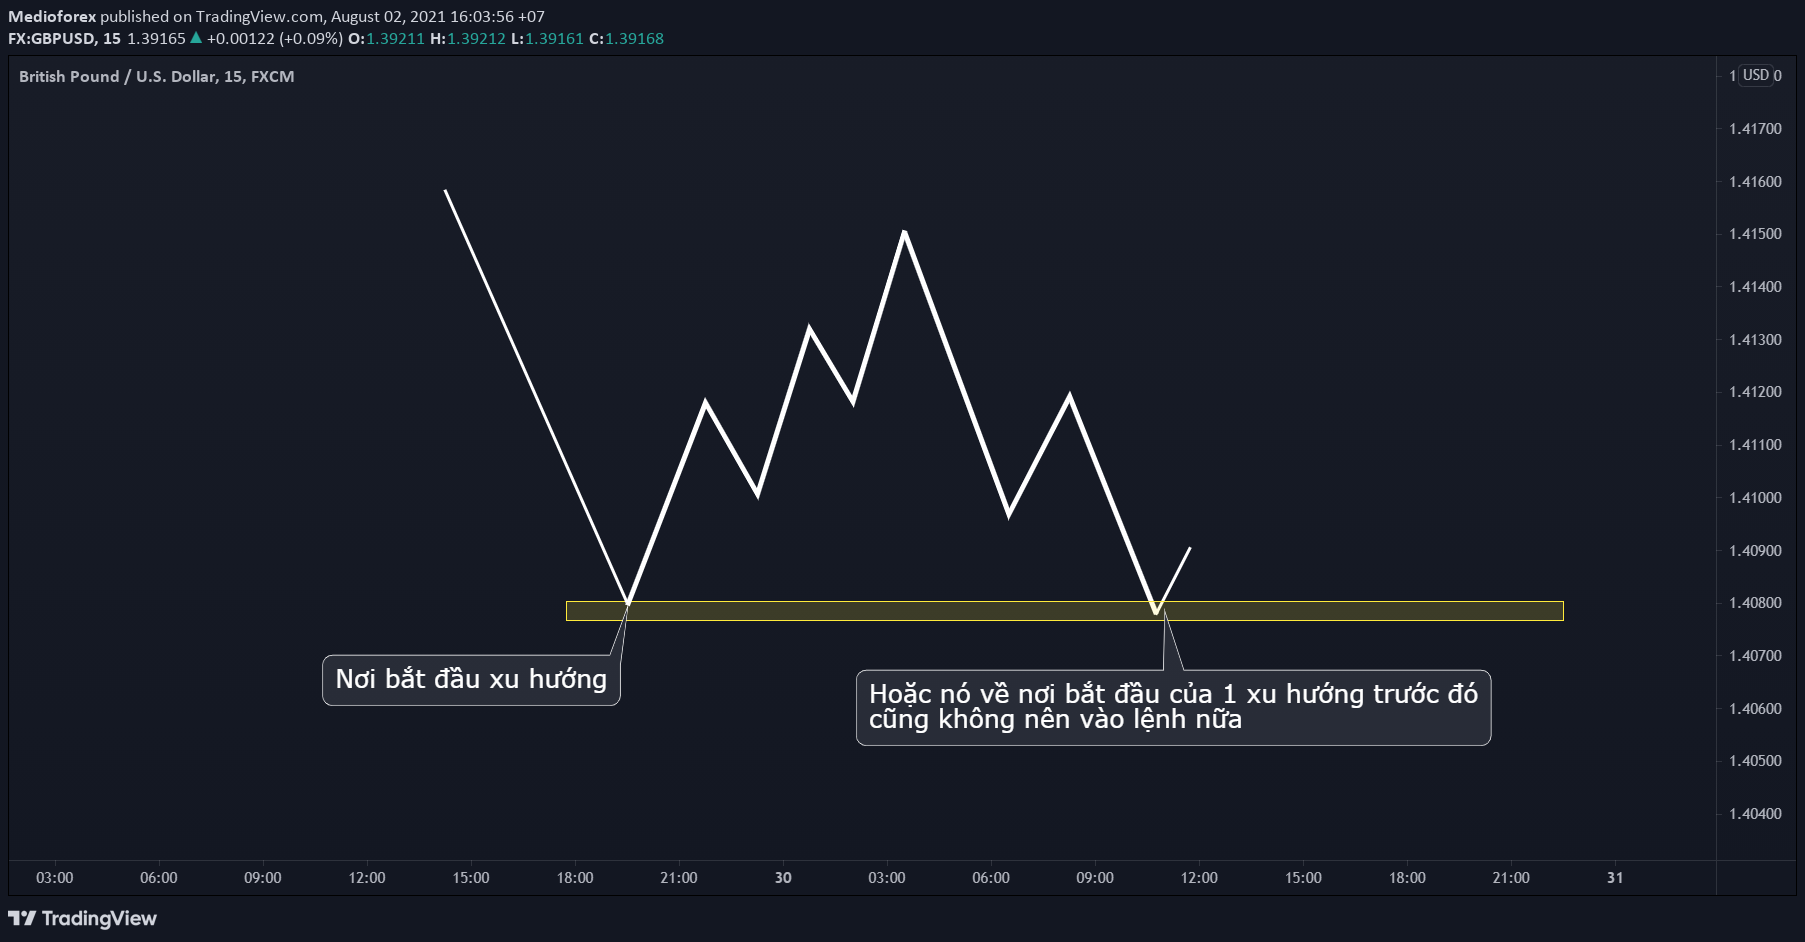 Medioforex published on TradingView.com, August 02, 2021 16:03:56 +07
FX:GBPUSD, 15 1.39165 ▲ +0.00122 (+0.09%) O:1.39211 H:1.39212 L:1.39161 C:1.39168
British Pound / U.S. Dollar, 15, FXCM
USD
1.41700
1.41600
1.41500
1.41400
1.41300
1.41200
1.41100
1.41000
1.40900
1.40800
1.40700
1.40600
1.40500
1.40400
Nơi bắt đầu xu hướng
Hoặc nó về nơi bắt đầu của 1 xu hướng trước đó
cũng không nên vào lệnh nữa
03:00 06:00 09:00 12:00 15:00 18:00 21:00 30 03:00 06:00 09:00 12:00 15:00 18:00 21:00 31
TradingView